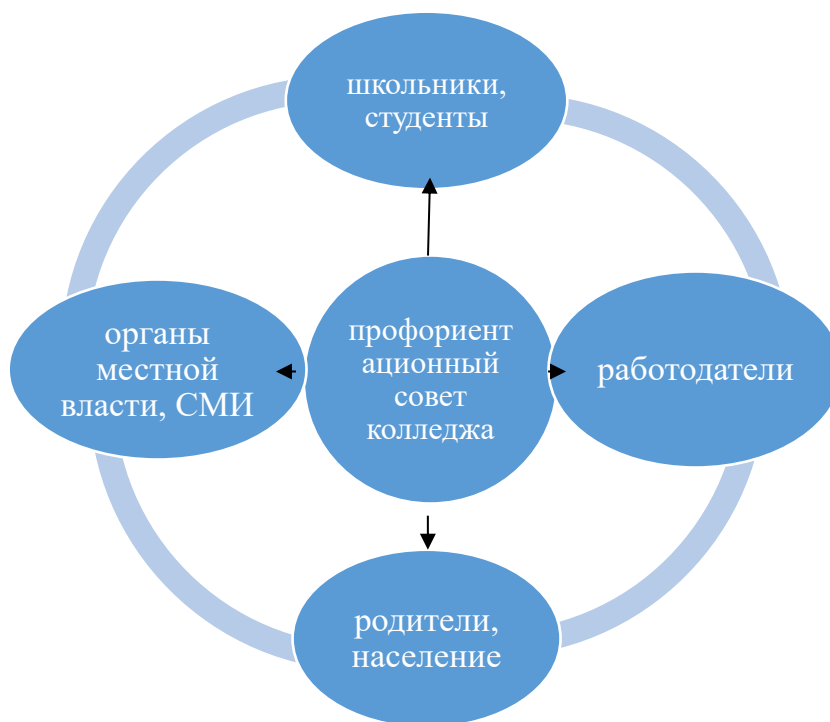 школьники,
студенты
органы
местной
власти, СМИ
профориент
ационный
совет
колледжа
работодатели
родители,
население